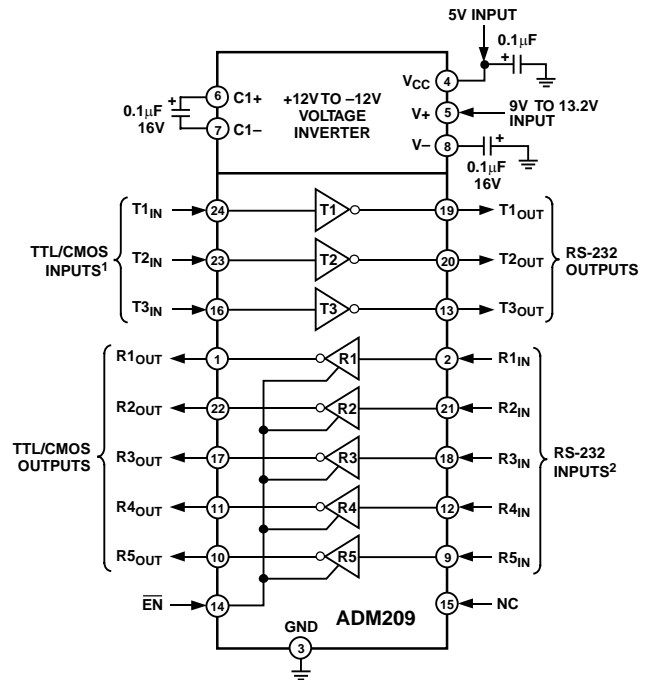 5V INPUT
0.1μF
+
VCC 4
+12V TO –12V
VOLTAGE
INVERTER
6 C1+
+
0.1μF
16V
7 C1–
V+ 5
9V TO 13.2V
INPUT
V– 8
+
0.1μF
16V
TTL/CMOS
INPUTS1
T1IN 24 T1 19 T1OUT
T2IN 23 T2 20 T2OUT
T3IN 16 T3 13 T3OUT
RS-232
OUTPUTS
TTL/CMOS
OUTPUTS
R1OUT 1 R1 2 R1IN
R2OUT 22 R2 21 R2IN
R3OUT 17 R3 18 R3IN
R4OUT 11 R4 12 R4IN
R5OUT 10 R5 9 R5IN
RS-232
INPUTS2
EN 14
15 NC
ADM209
GND
3